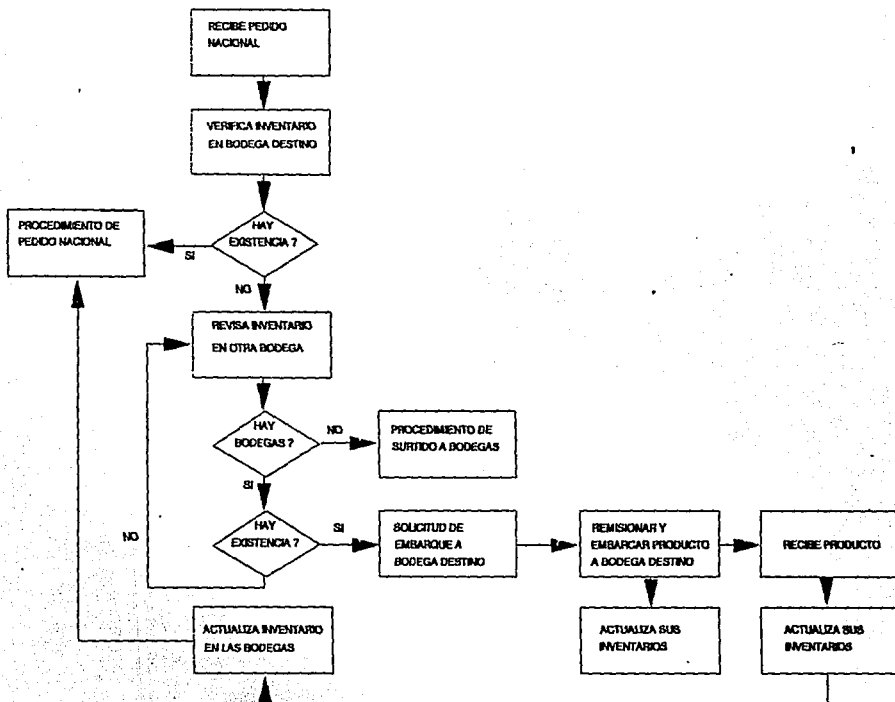 RECIBE PEDIDO
NACIONAL
VERIFICA INVENTARIO
EN BODEGA DESTINO
HAY
EXISTENCIA ?
SI
PROCEDIMIENTO DE
PEDIDO NACIONAL
NO
REVISA INVENTARIO
EN OTRA BODEGA
HAY
BODEGAS ?
NO
PROCEDIMIENTO DE
SURTIDO A BODEGAS
SI
NO
HAY
EXISTENCIA ?
SI
SOLICITUD DE
EMBARQUE A
BODEGA DESTINO
REMISIONAR Y
EMBARCAR PRODUCTO
A BODEGA DESTINO
RECIBE PRODUCTO
ACTUALIZA INVENTARIO
EN LAS BODEGAS
ACTUALIZA SUS
INVENTARIOS
ACTUALIZA SUS
INVENTARIOS